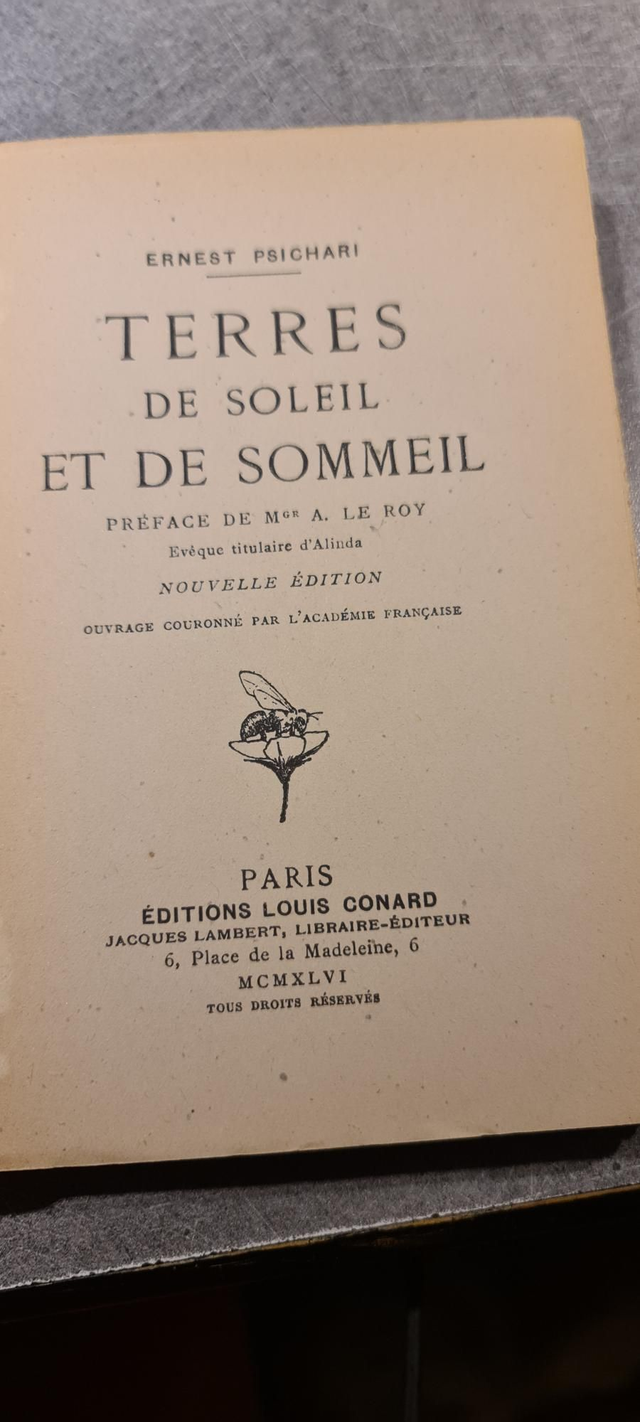 ERNEST PSICHARI
TERRES
DE SOLEIL
ET DE SOMMEIL
PRÉFACE DE MGR A. LE ROY
Evêque titulaire d'Alinda
NOUVELLE ÉDITION
OUVRAGE COURONNÉ PAR L'ACADÉMIE FRANÇAISE
PARIS
ÉDITIONS LOUIS CONARD
JACQUES LAMBERT, LIBRAIRE-ÉDITEUR
6, Place de la Madeleine, 6
MCMXLVI
TOUS DROITS RÉSERVÉS